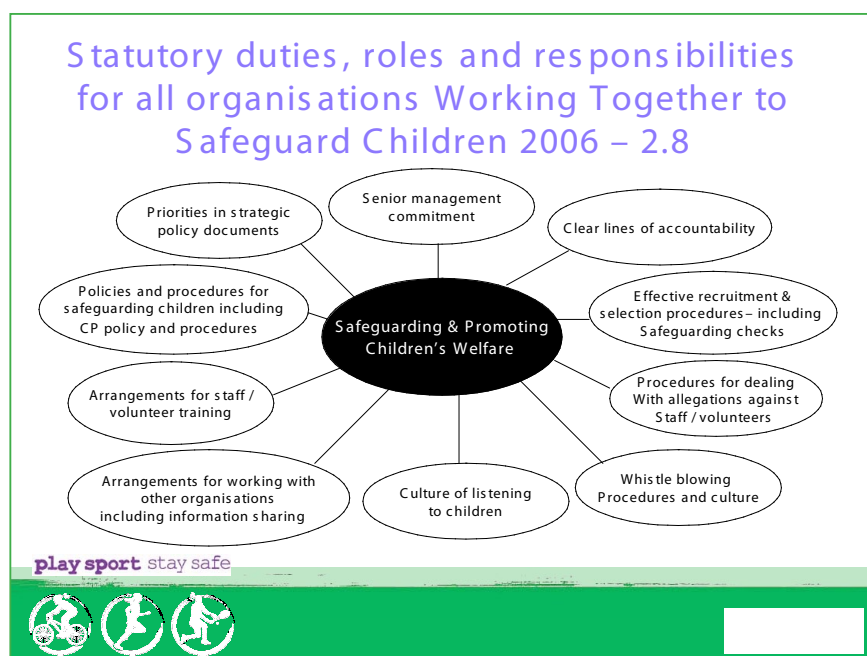 Statutory duties, roles and responsibilities
for all organisations Working Together to
Safeguard Children 2006 – 2.8
Senior management
commitment
Priorities in strategic
policy documents
Clear lines of accountability
Policies and procedures for
safeguarding children including
CP policy and procedures
Effective recruitment &
selection procedures– including
Safeguarding checks
Safeguarding & Promoting
Children’s Welfare
Arrangements for staff /
volunteer training
Procedures for dealing
With allegations against
Staff / volunteers
Arrangements for working with
other organisations
including information sharing
Culture of listening
to children
Whistle blowing
Procedures and culture
play sport stay safe